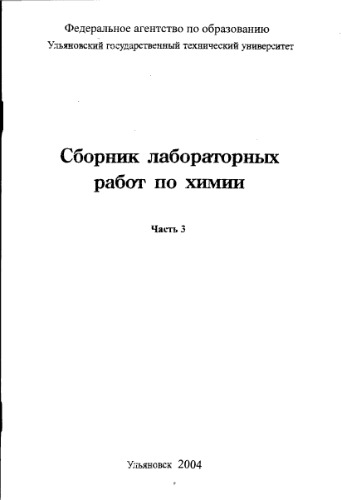 Федеральное агентство по образованию
Ульяновский государственный технический университет
Сборник лабораторных
работ по химии
Часть 3
Ульяновск 2004